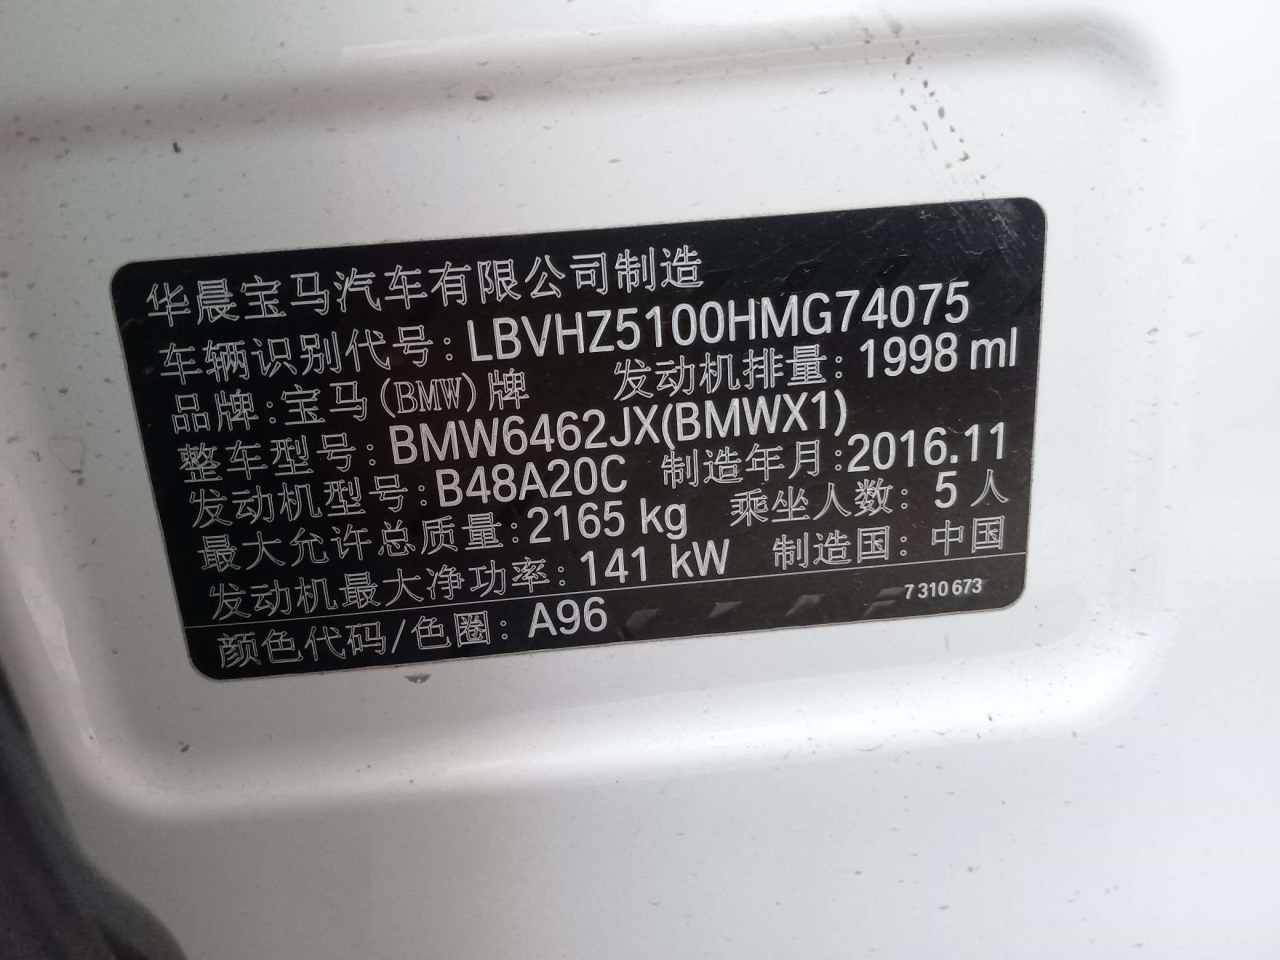 华晨宝马汽车有限公司制造
车辆识别代号: LBVHZ5100HMG74075
品牌:宝马(BMW)牌 发动机排量: 1998 ml
整车型号: BMW6462JX(BMWX1)
发动机型号: B48A20C 制造年月:2016.11
最大允许总质量:2165 kg 乘坐人数: 5 人
发动机最大净功率: 141 kW 制造国: 中国
颜色代码/色圈: A96 7 310 673